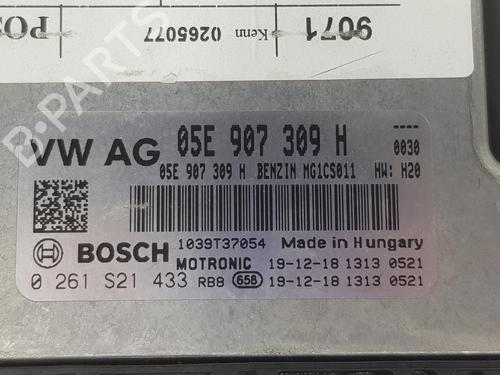 9071
Kenn 0265077
POS
VW AG 05E 907 309 H 0030
05E 907 309 H BENZIN MG1CS011 HW: H20
BOSCH 1039T37054 Made in Hungary
MOTRONIC 19-12-18 1313 0521
0 261 S21 433 RB8 658 19-12-18 1313 0521
B-PARTS